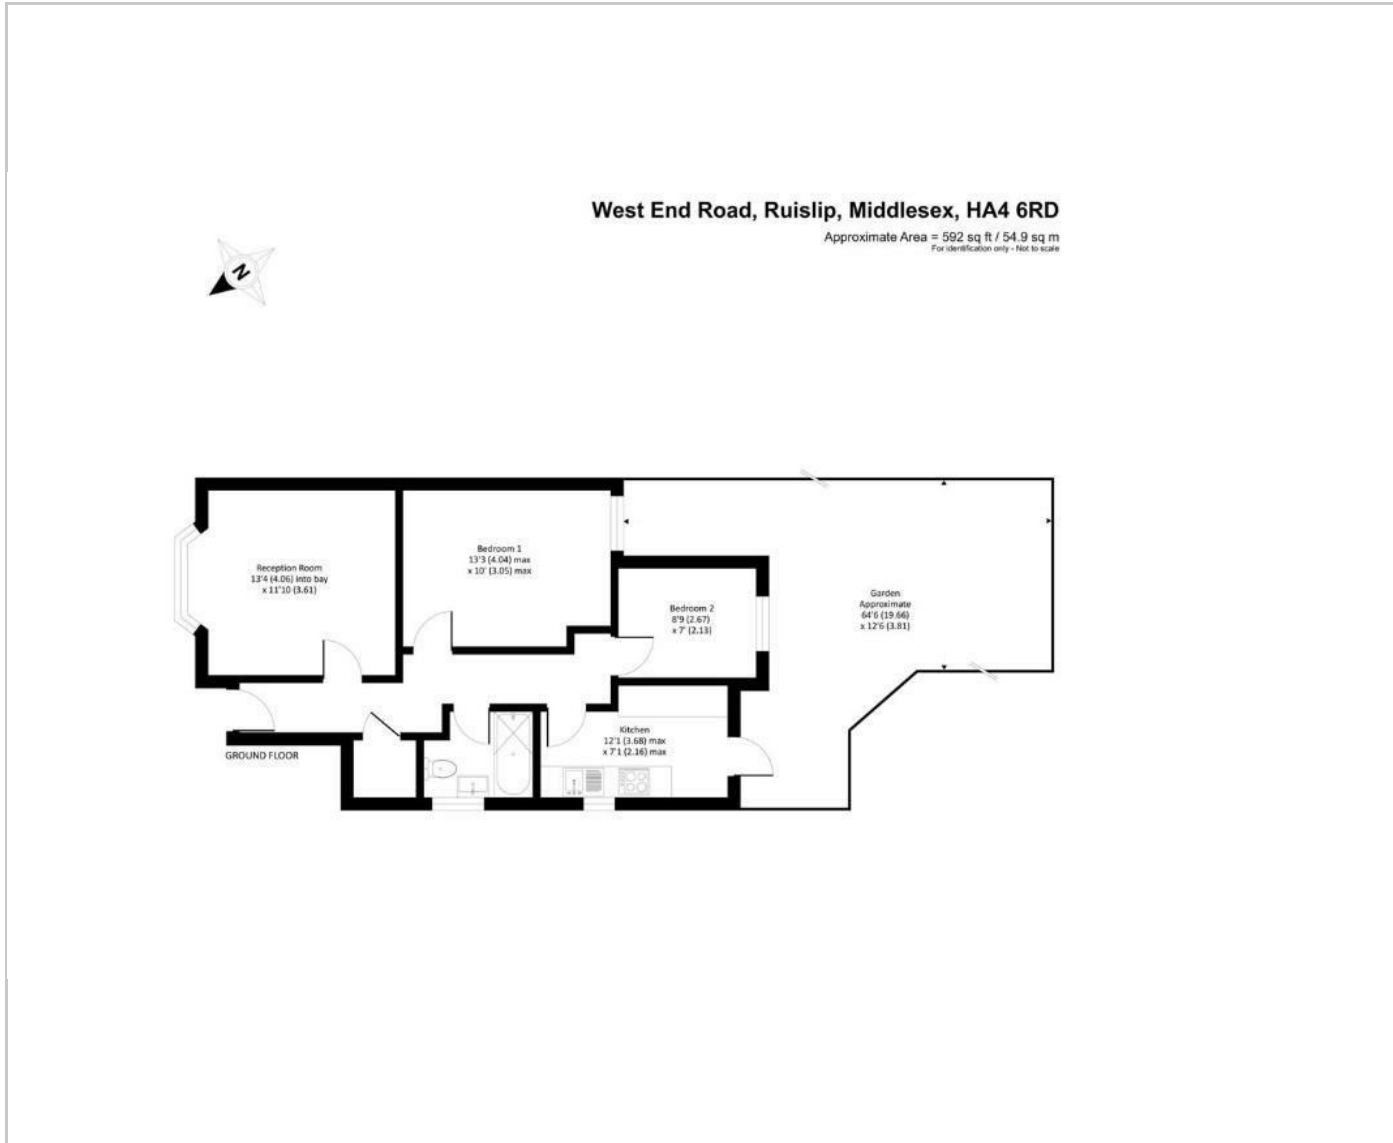 West End Road, Ruislip, Middlesex, HA4 6RD
Approximate Area = 592 sq ft / 54.9 sq m
For identification only - Not to scale
N
Bedroom 1
13'3 (4.04) max
x 10' (3.05) max
Reception Room
13'4 (4.06) into bay
x 11'10 (3.61)
Bedroom 2
8'9 (2.67)
x 7' (2.13)
Garden
Approximate
64'6 (19.66)
x 12'6 (3.81)
Kitchen
12'1 (3.68) max
x 7'1 (2.16) max
GROUND FLOOR